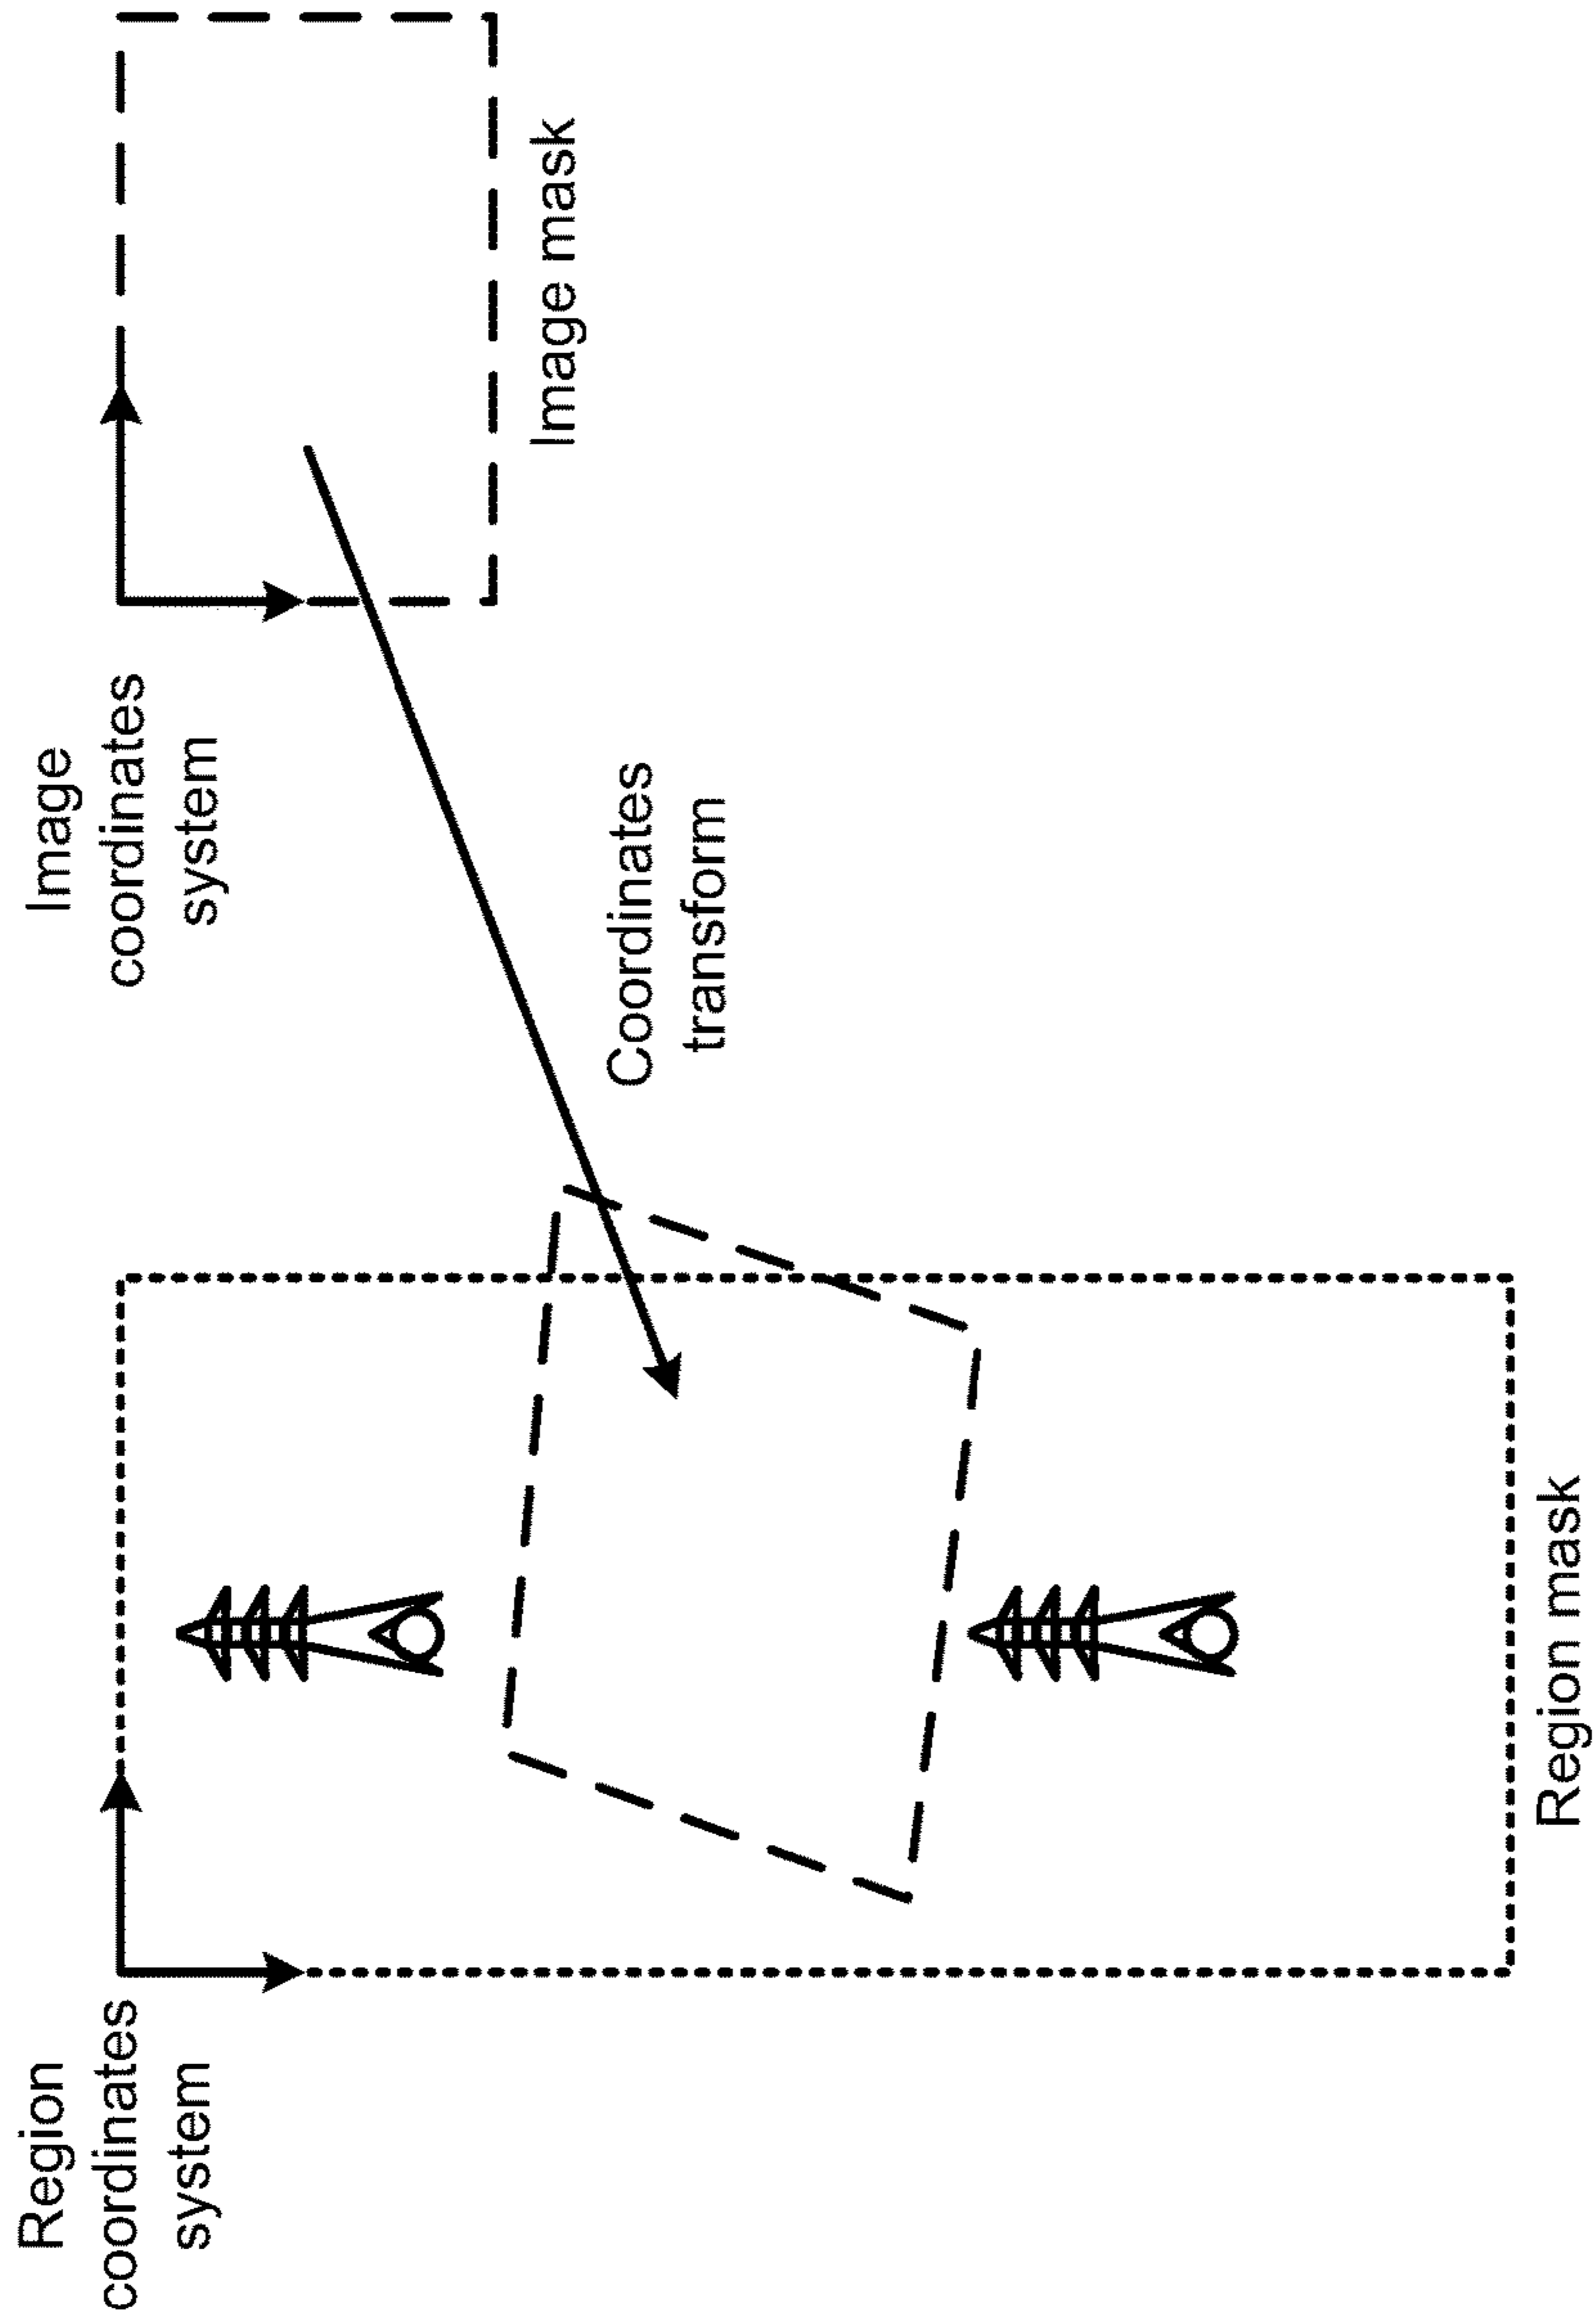 Region
coordinates
system
Image
coordinates
system
Coordinates
transform
Image mask
Region mask